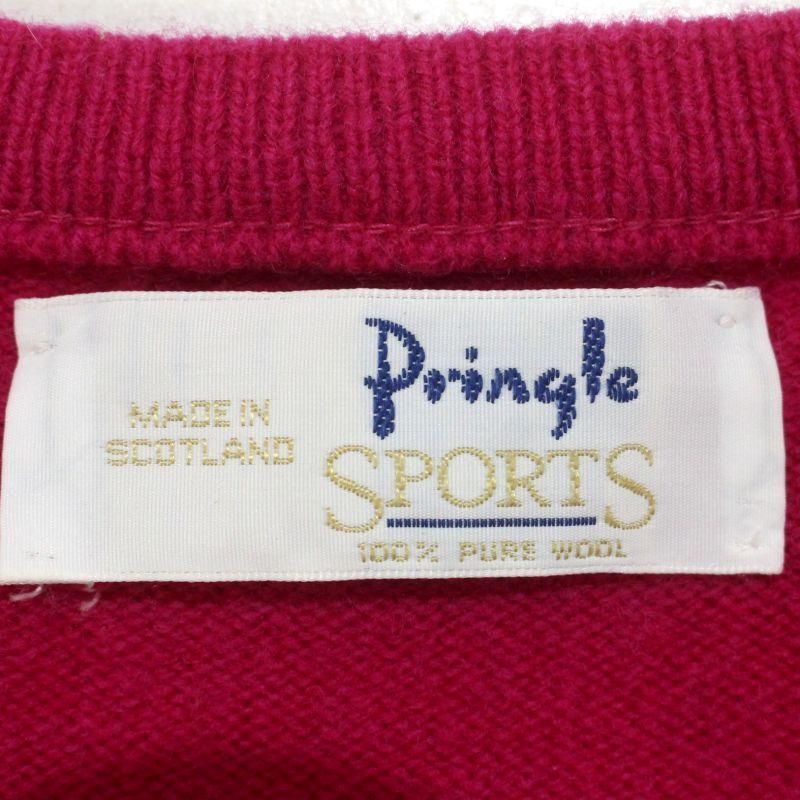 MADE IN
SCOTLAND
Pringle
SPORTS
100% PURE WOOL